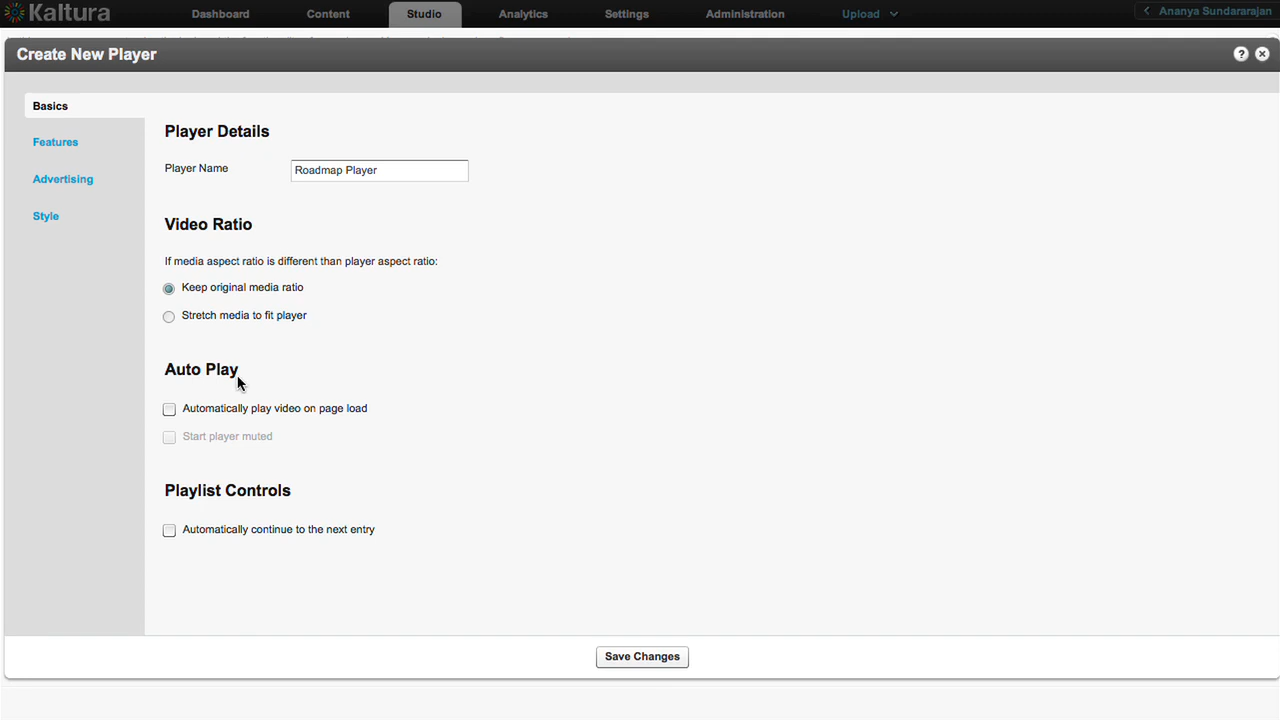 Kaltura
Dashboard
Content
Studio
Analytics
Settings
Administration
Upload
Ananya Sundararajan
Create New Player
?
Basics
Features
Advertising
Style
Player Details
Player Name
Roadmap Player
Video Ratio
If media aspect ratio is different than player aspect ratio:
Keep original media ratio
Stretch media to fit player
Auto Play
Automatically play video on page load
Start player muted
Playlist Controls
Automatically continue to the next entry
Save Changes